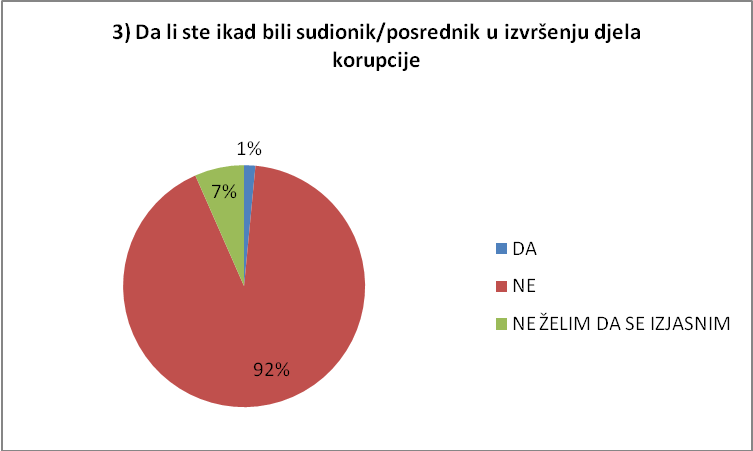 3) Da li ste ikad bili sudionik/posrednik u izvršenju djela
korupcije
1%
7%
92%
DA
NE
NE ŽELIM DA SE IZJASNIM